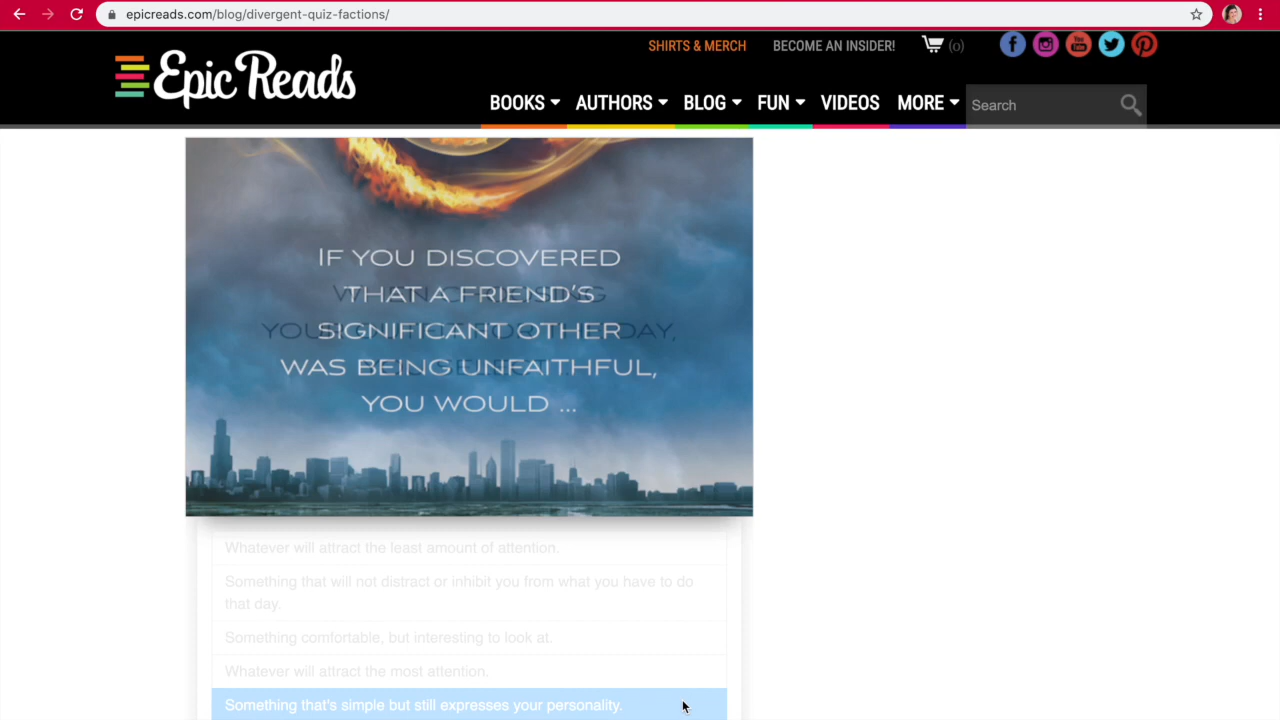 epicreads.com/blog/divergent-quiz-factions/
SHIRTS & MERCH BECOME AN INSIDER! (0)
Epic Reads
BOOKS AUTHORS BLOG FUN VIDEOS MORE Search
IF YOU DISCOVERED
THAT A FRIEND'S
SIGNIFICANT OTHER
WAS BEING UNFAITHFUL,
YOU WOULD ...
Whatever will attract the least amount of attention.
Something that will not distract or inhibit you from what you have to do
that day.
Something comfortable, but interesting to look at.
Whatever will attract the most attention.
Something that's simple but still expresses your personality.